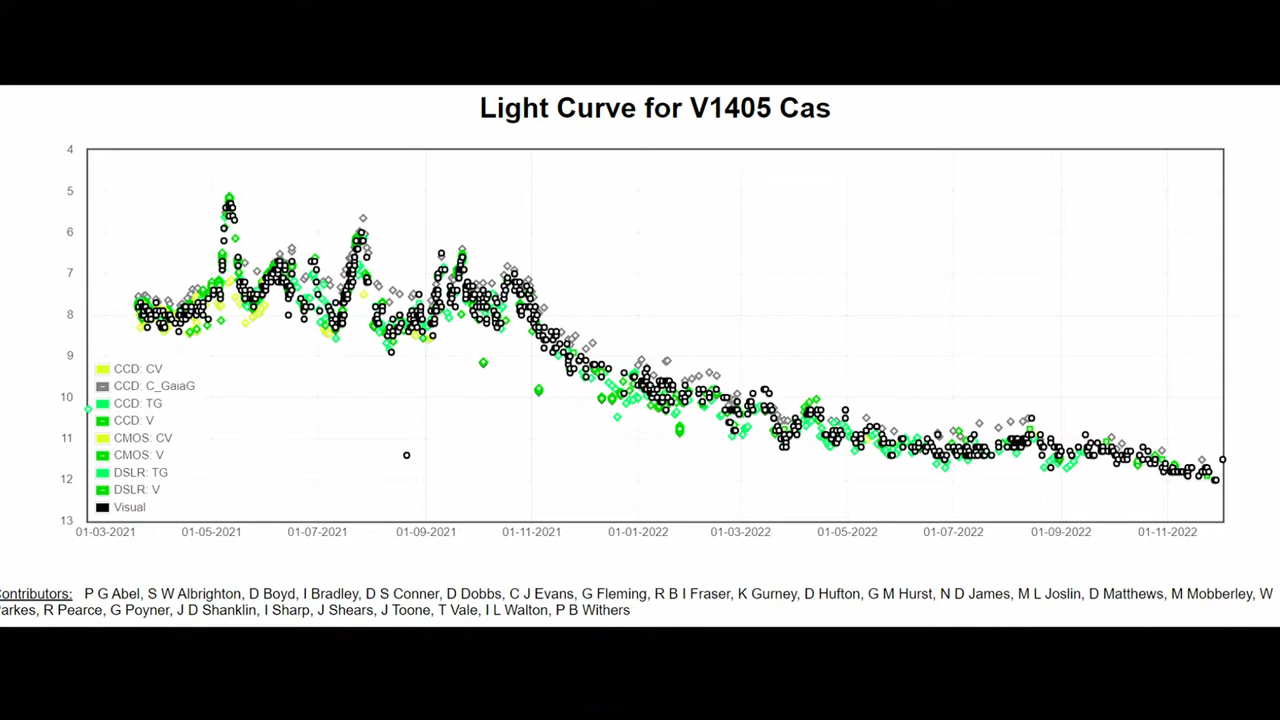 Light Curve for V1405 Cas
4
5
6
7
8
9
10
11
12
13
CCD: CV
CCD: C_GaiaG
CCD: TG
CCD: V
CMOS: CV
CMOS: V
DSLR: TG
DSLR: V
Visual
01-03-2021 01-05-2021 01-07-2021 01-09-2021 01-11-2021 01-01-2022 01-03-2022 01-05-2022 01-07-2022 01-09-2022 01-11-2022
ontributors: P G Abel, S W Albrighton, D Boyd, I Bradley, D S Conner, D Dobbs, C J Evans, G Fleming, R B I Fraser, K Gurney, D Hufton, G M Hurst, N D James, M L Joslin, D Matthews, M Mobberley, W
arkes, R Pearce, G Poyner, J D Shanklin, I Sharp, J Shears, J Toone, T Vale, I L Walton, P B Withers